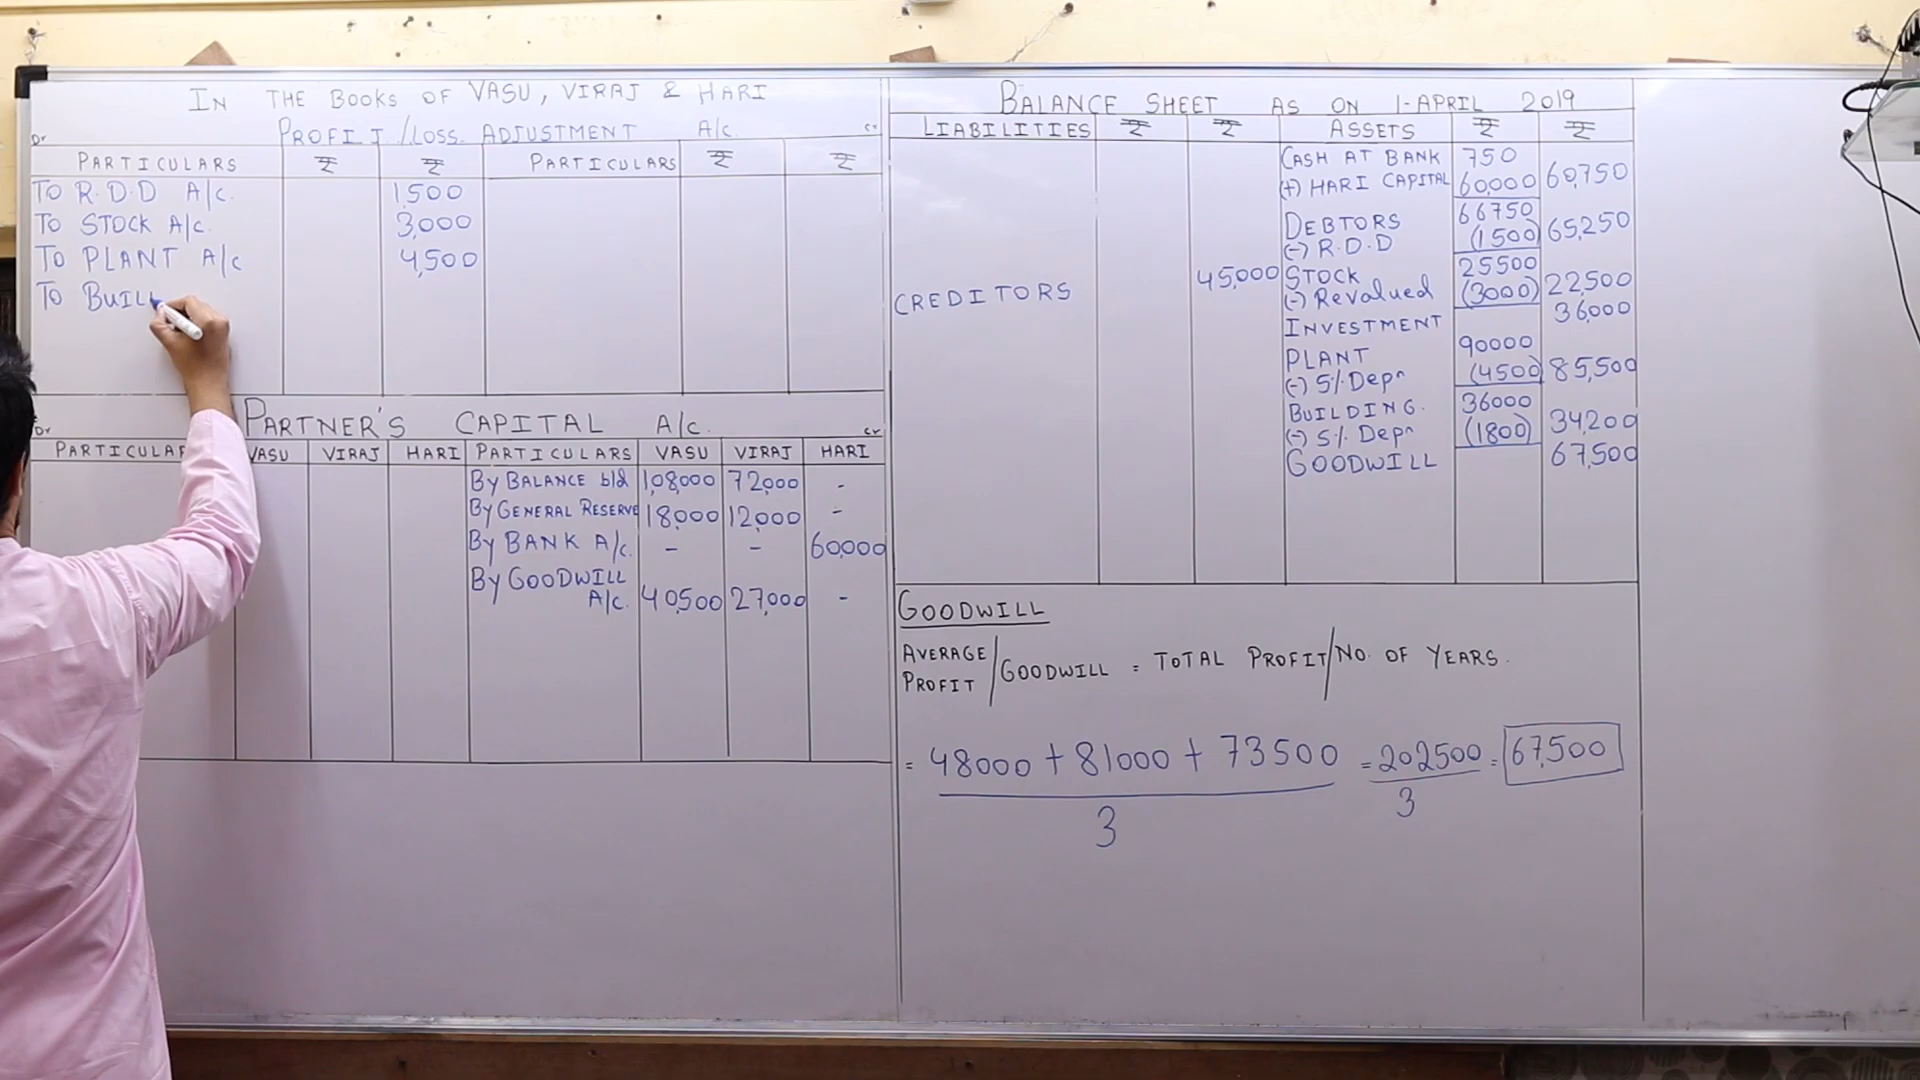 IN THE BOOKS OF VASU, VIRAJ & HARI
PROFIT/LOSS ADJUSTMENT A/c.
Dr Cr
PARTICULARS ₹ ₹ PARTICULARS ₹ ₹
TO R.D.D A/c. 1,500
TO STOCK A/c. 3,000
TO PLANT A/c 4,500
TO BUIL
PARTNER'S CAPITAL A/c.
Dr Cr
PARTICULAR VASU VIRAJ HARI PARTICULARS VASU VIRAJ HARI
By BALANCE b/d 1,08,000 72,000 -
By GENERAL RESERVE 18,000 12,000 -
By BANK A/c. - - 60,000
By GOODWILL
A/c. 40,500 27,000 -
BALANCE SHEET AS ON 1-APRIL 2019
LIABILITIES ₹ ₹ ASSETS ₹ ₹
CASH AT BANK 750
(+) HARI CAPITAL 60,000 60,750
DEBTORS 66750
(-) R.D.D (1500) 65,250
CREDITORS 45,000
STOCK 25500
(-) Revalued (3000) 22,500
INVESTMENT 36,000
PLANT 90000
(-) 5% Depn (4500) 85,500
BUILDING. 36000
(-) 5% Depn (1800) 34,200
GOODWILL 67,500
GOODWILL
AVERAGE PROFIT / GOODWILL = TOTAL PROFIT/NO. OF YEARS.
= 48000 + 81000 + 73500 = 202500 = 67,500
3 3